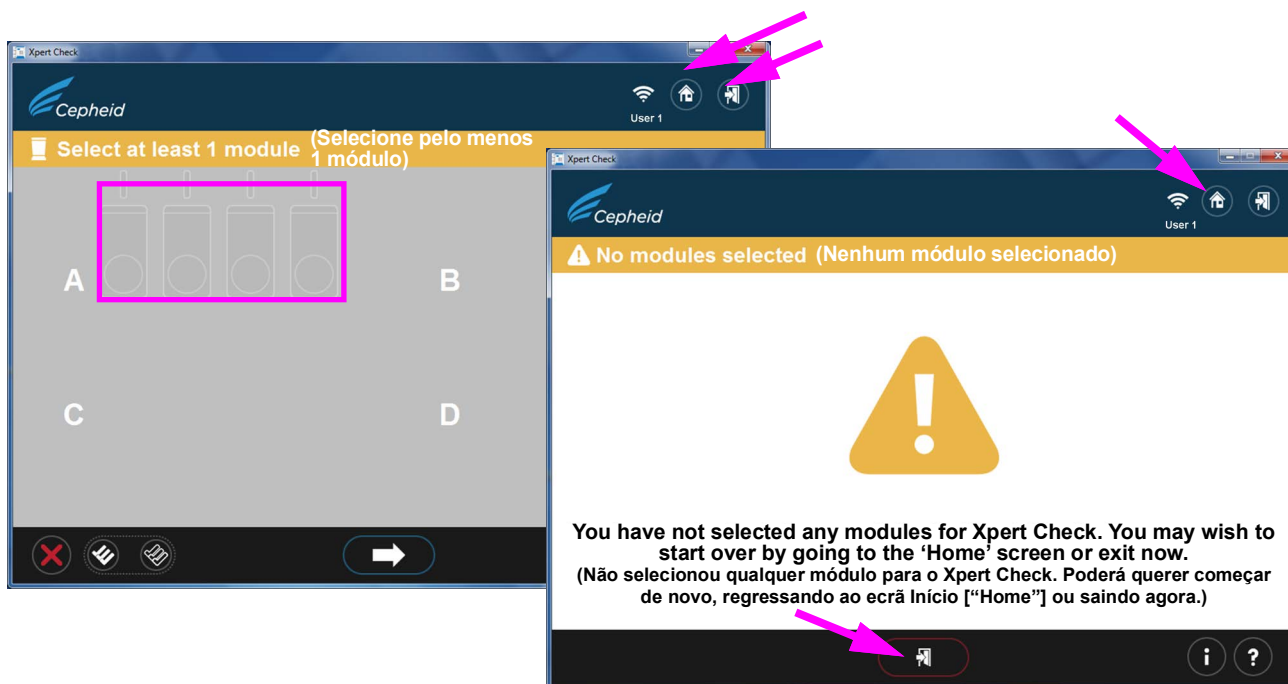 Xpert Check
Cepheid
User 1
Select at least 1 module (Selecione pelo menos
1 módulo)
A
B
C
D
Xpert Check
Cepheid
User 1
No modules selected (Nenhum módulo selecionado)
You have not selected any modules for Xpert Check. You may wish to
start over by going to the ‘Home’ screen or exit now.
(Não selecionou qualquer módulo para o Xpert Check. Poderá querer começar
de novo, regressando ao ecrã Início [“Home”] ou saindo agora.)
i
?